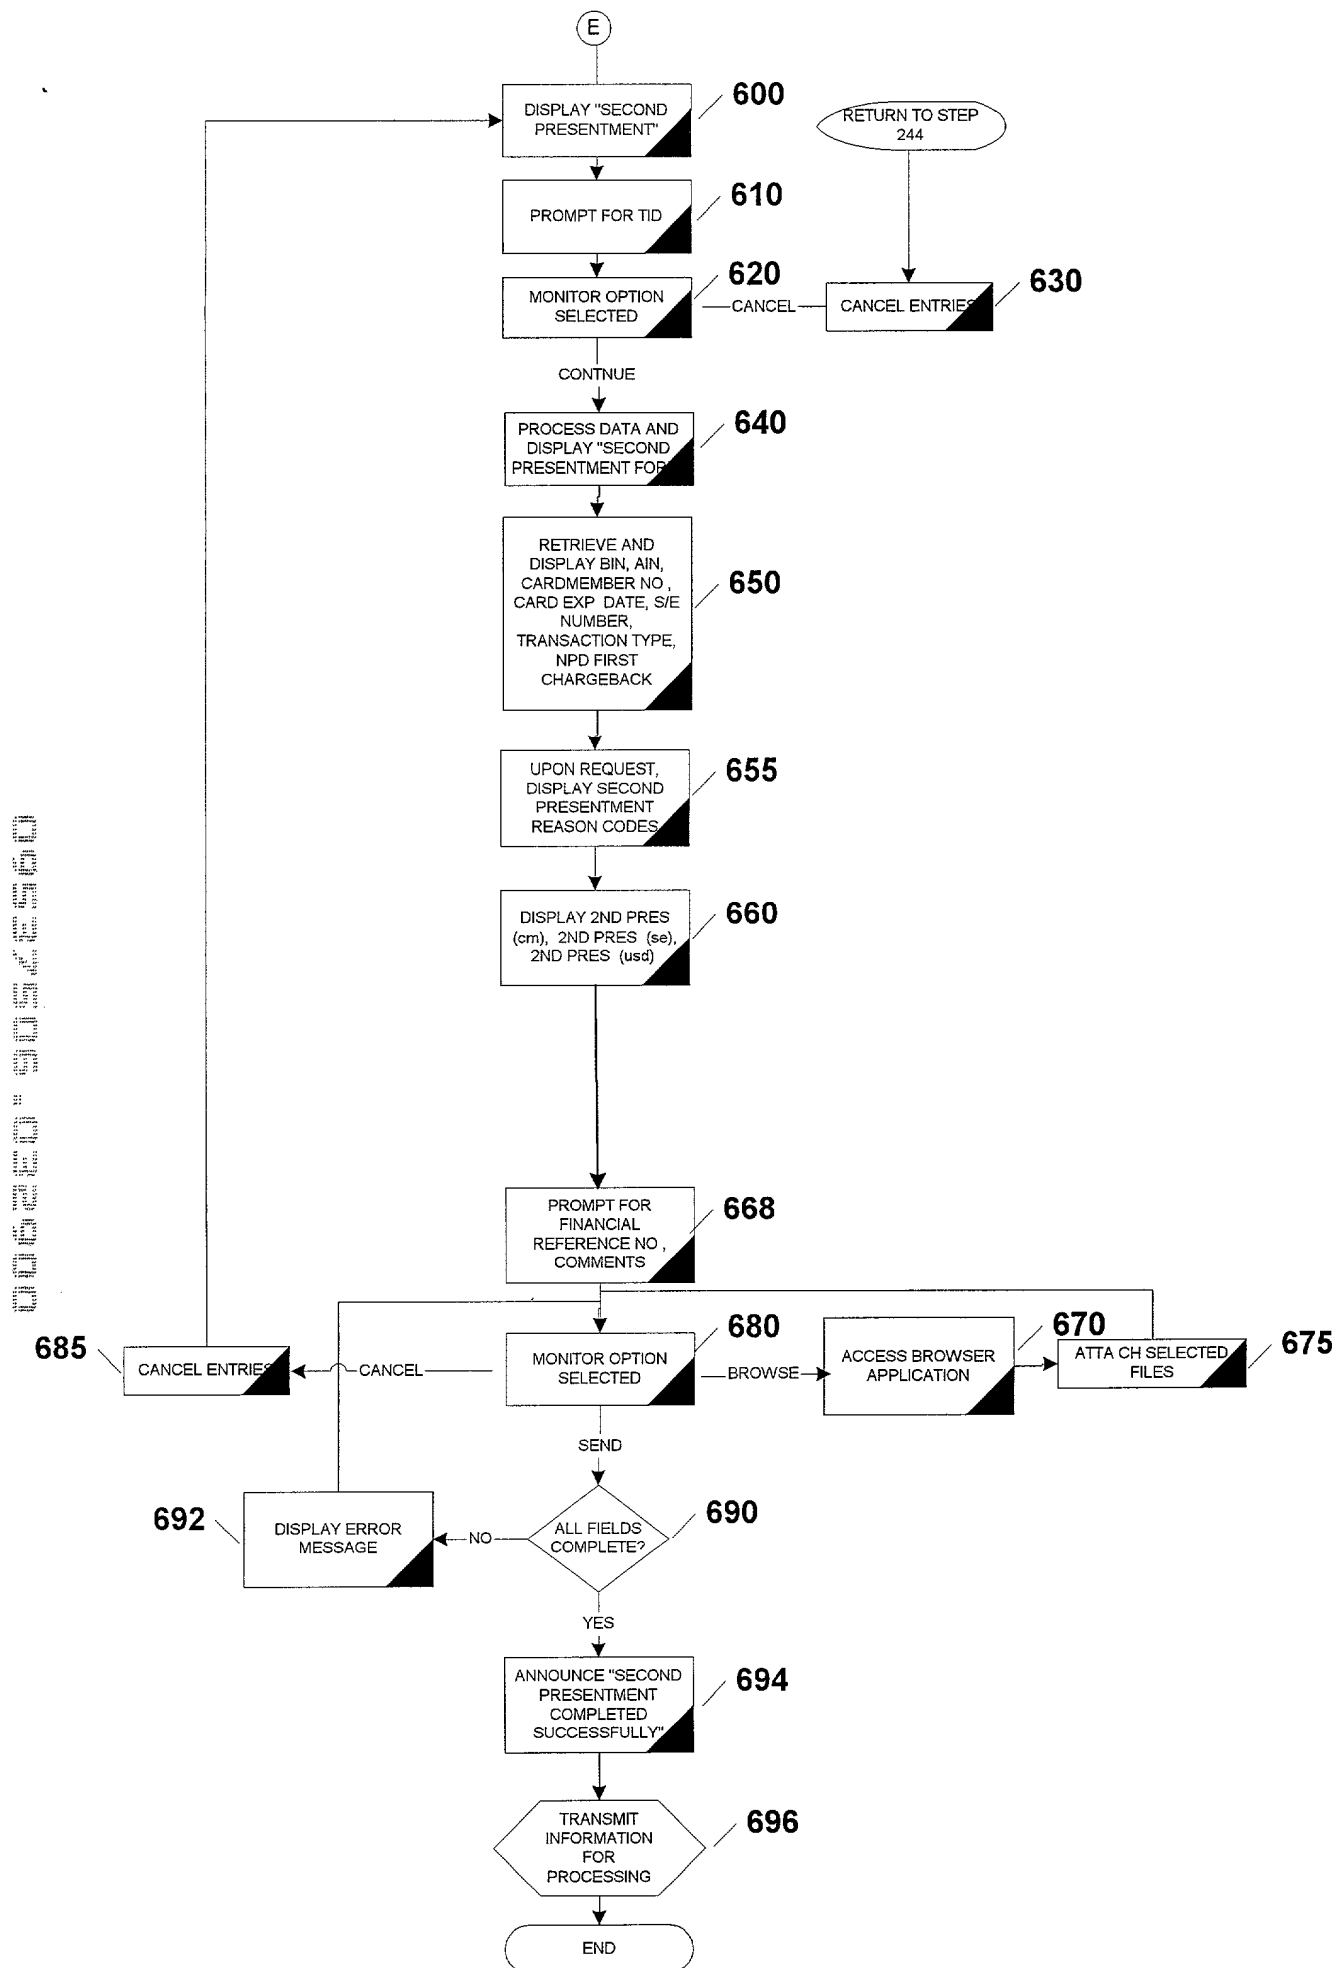 E
DISPLAY "SECOND
PRESENTMENT"
600
RETURN TO STEP
244
PROMPT FOR TID
610
MONITOR OPTION
SELECTED
620
CANCEL
CANCEL ENTRIES
630
CONTNUE
PROCESS DATA AND
DISPLAY "SECOND
PRESENTMENT FOR
640
RETRIEVE AND
DISPLAY BIN, AIN,
CARDMEMBER NO ,
CARD EXP DATE, S/E
NUMBER,
TRANSACTION TYPE,
NPD FIRST
CHARGEBACK
650
UPON REQUEST,
DISPLAY SECOND
PRESENTMENT
REASON CODES
655
DISPLAY 2ND PRES
(cm), 2ND PRES (se),
2ND PRES (usd)
660
PROMPT FOR
FINANCIAL
REFERENCE NO ,
COMMENTS
668
685
CANCEL ENTRIES
CANCEL
MONITOR OPTION
SELECTED
680
BROWSE
ACCESS BROWSER
APPLICATION
670
ATTA CH SELECTED
FILES
675
SEND
692
DISPLAY ERROR
MESSAGE
NO
ALL FIELDS
COMPLETE?
690
YES
ANNOUNCE "SECOND
PRESENTMENT
COMPLETED
SUCCESSFULLY"
694
TRANSMIT
INFORMATION
FOR
PROCESSING
696
END